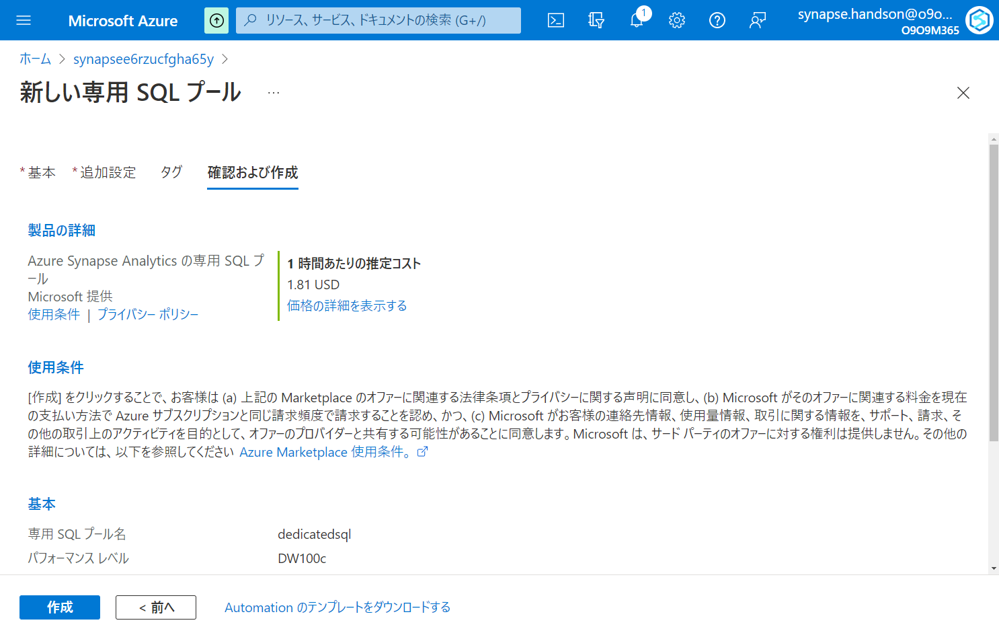 Microsoft Azure
リソース、サービス、ドキュメントの検索 (G+/)
1
synapse.handson@o9o...
O9O9M365
ホーム > synapsee6rzucfgha65y >
新しい専用 SQL プール ...
* 基本 * 追加設定 タグ 確認および作成
製品の詳細
Azure Synapse Analytics の専用 SQL プ
ール
Microsoft 提供
使用条件 | プライバシー ポリシー
1 時間あたりの推定コスト
1.81 USD
価格の詳細を表示する
使用条件
[作成] をクリックすることで、お客様は (a) 上記の Marketplace のオファーに関連する法律条項とプライバシーに関する声明に同意し、(b) Microsoft がそのオファーに関連する料金を現在
の支払い方法で Azure サブスクリプションと同じ請求頻度で請求することを認め、かつ、(c) Microsoft がお客様の連絡先情報、使用量情報、取引に関する情報を、サポート、請求、そ
の他の取引上のアクティビティを目的として、オファーのプロバイダーと共有する可能性があることに同意します。Microsoft は、サード パーティのオファーに対する権利は提供しません。その他の
詳細については、以下を参照してください Azure Marketplace 使用条件。
基本
専用 SQL プール名 dedicatedsql
パフォーマンス レベル DW100c
作成 < 前へ Automation のテンプレートをダウンロードする